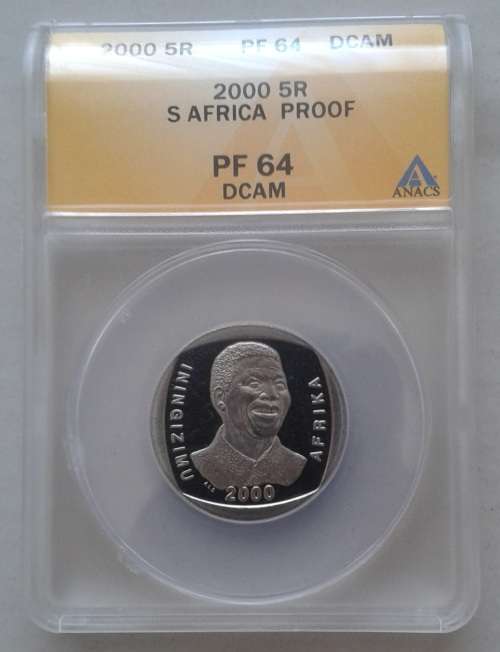 2000 5R PF 64 DCAM
2000 5R
S AFRICA PROOF
PF 64
DCAM
ANACS
ININGIZIMU
AFRIKA
2000